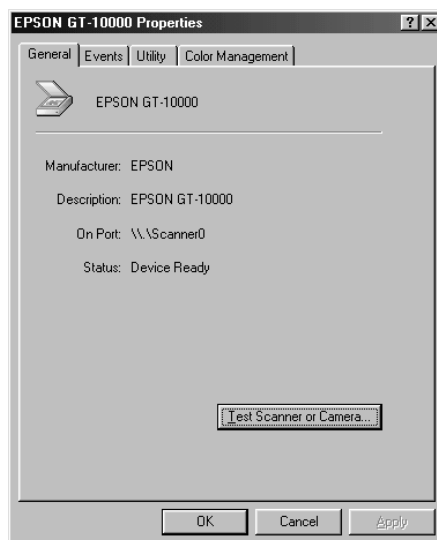 EPSON GT-10000 Properties
General Events Utility Color Management
EPSON GT-10000
Manufacturer: EPSON
Description: EPSON GT-10000
On Port: \\.\Scanner0
Status: Device Ready
Test Scanner or Camera...
OK Cancel Apply